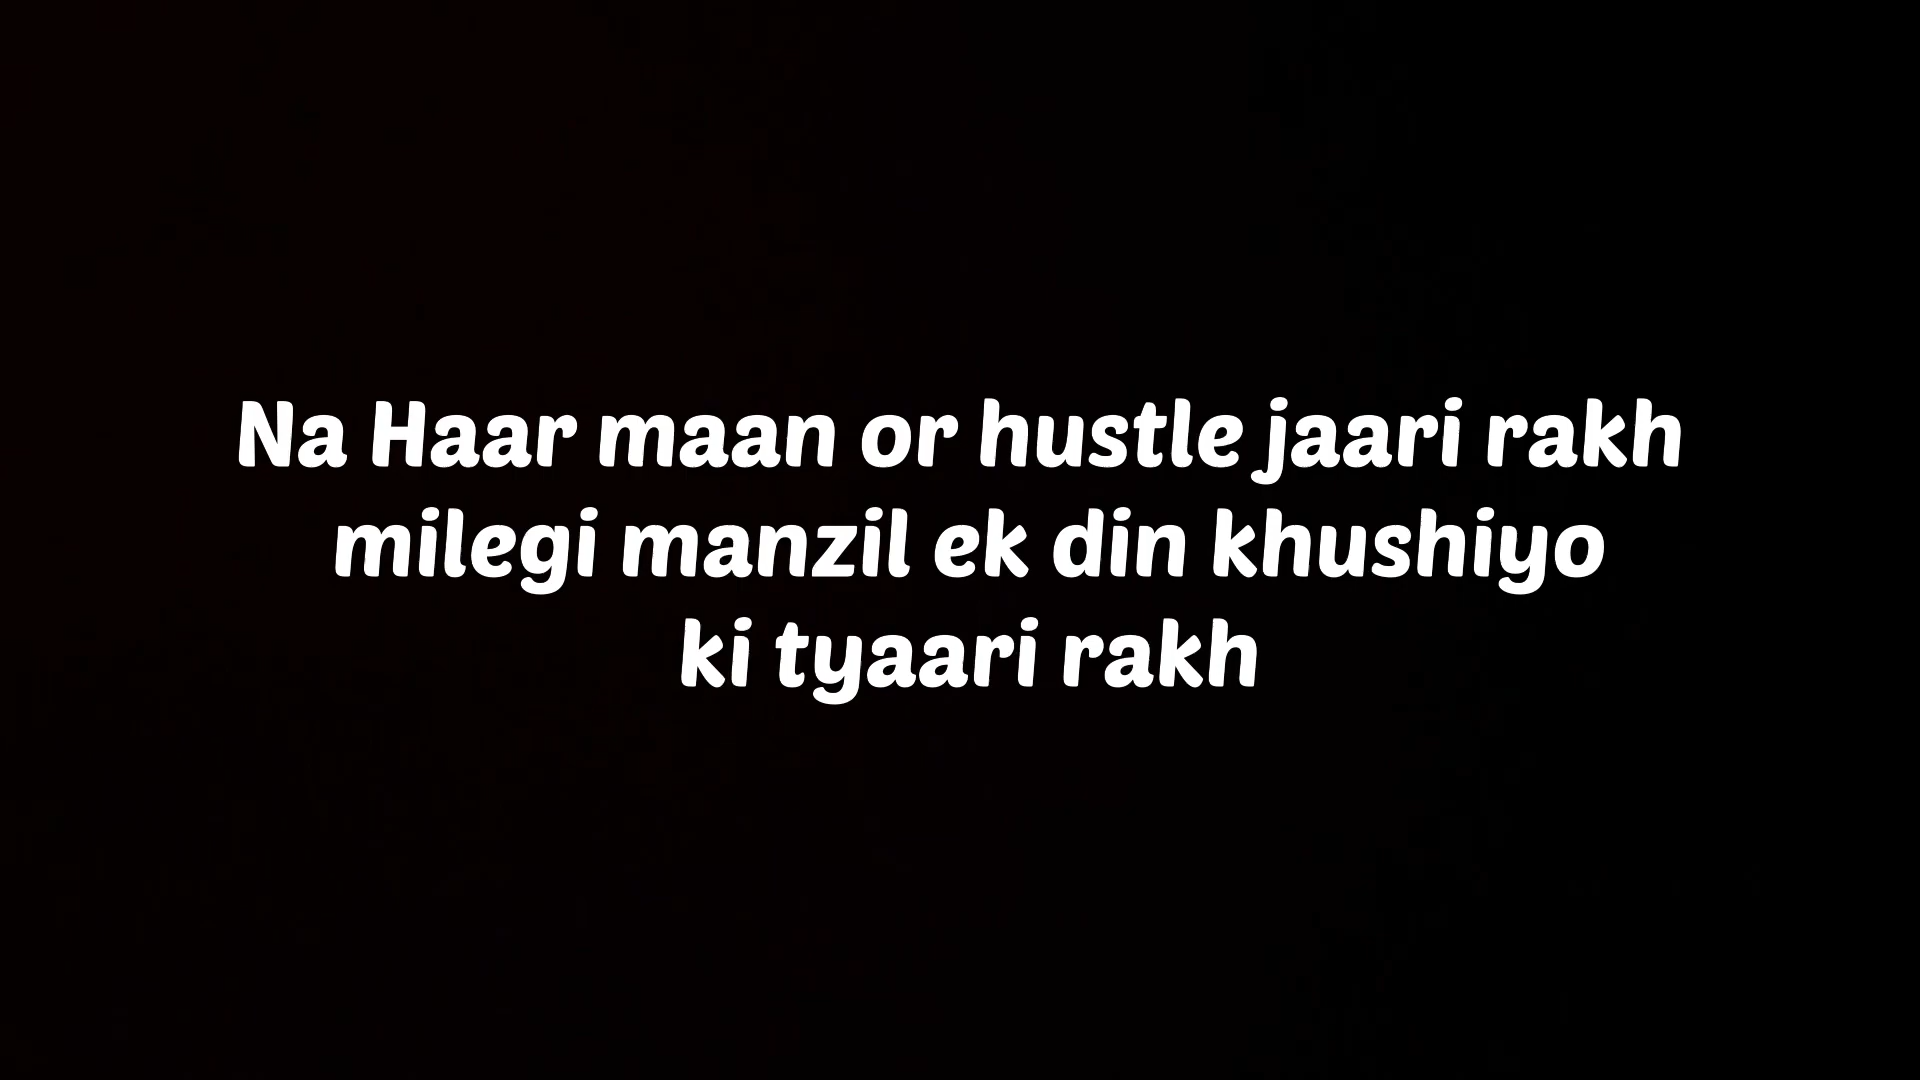 Na Haar maan or hustle jaari rakh
milegi manzil ek din khushiyo
ki tyaari rakh